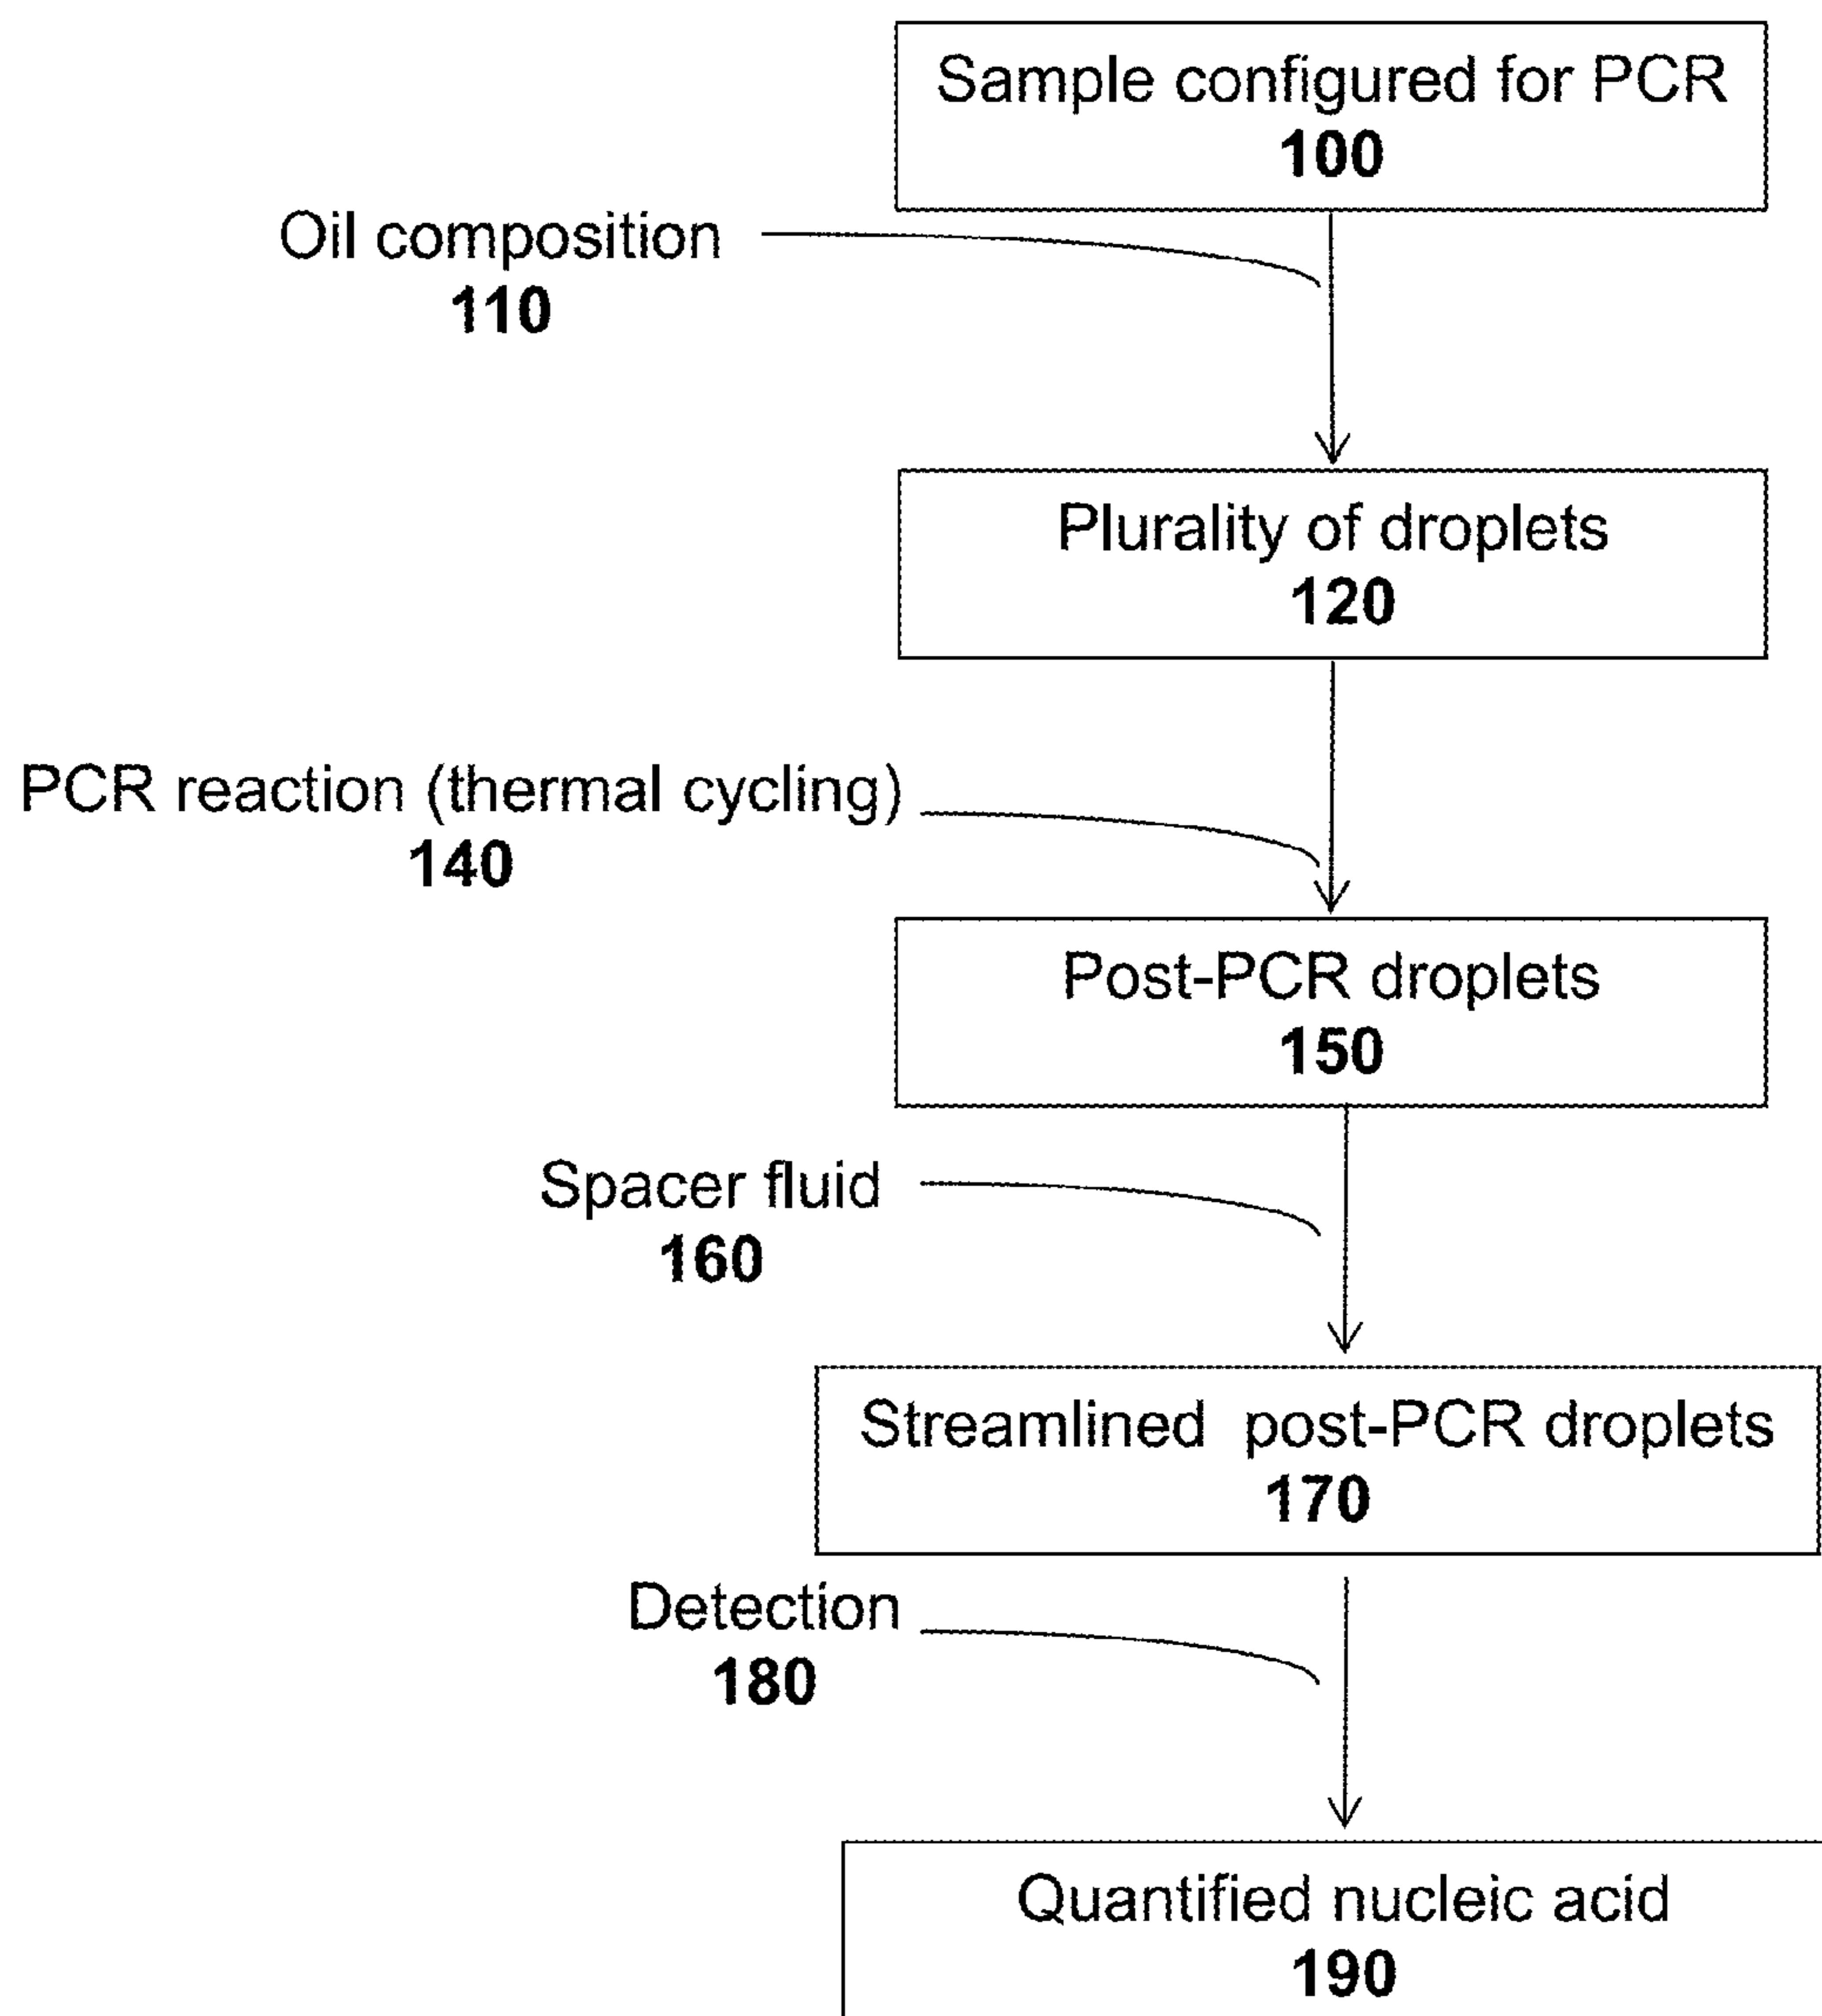 Sample configured for PCR
100
Oil composition
110
Plurality of droplets
120
PCR reaction (thermal cycling)
140
Post-PCR droplets
150
Spacer fluid
160
Streamlined post-PCR droplets
170
Detection
180
Quantified nucleic acid
190